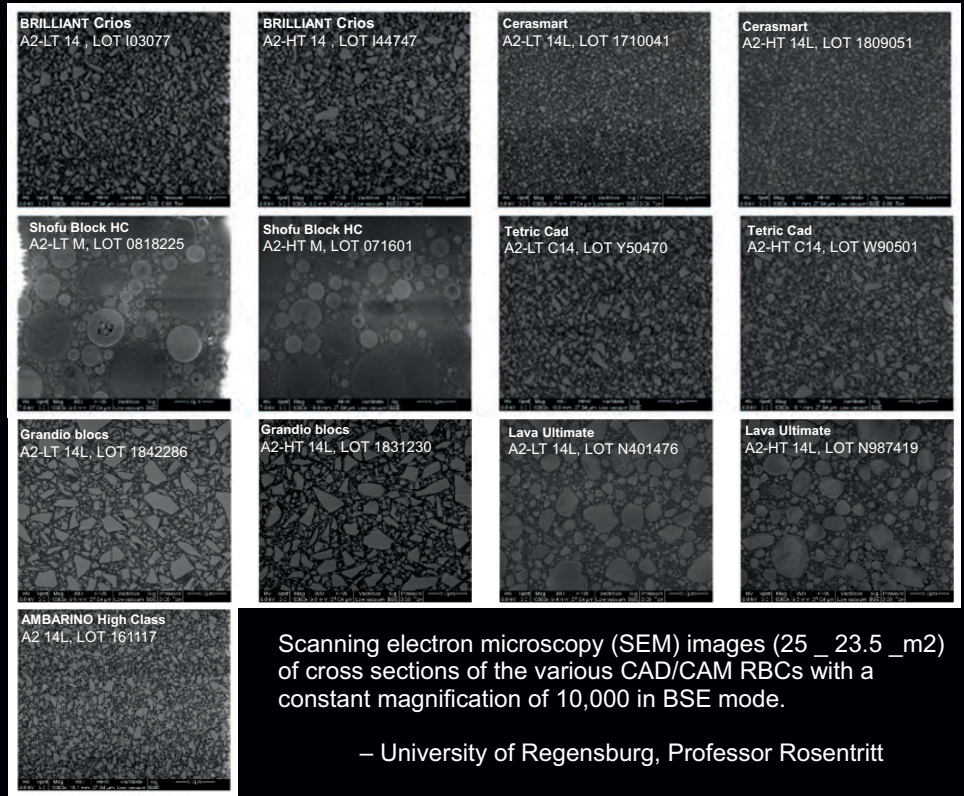 BRILLIANT Crios
A2-LT 14 , LOT I03077
BRILLIANT Crios
A2-HT 14 , LOT I44747
Cerasmart
A2-LT 14L, LOT 1710041
Cerasmart
A2-HT 14L, LOT 1809051
Shofu Block HC
A2-LT M, LOT 0818225
Shofu Block HC
A2-HT M, LOT 071601
Tetric Cad
A2-LT C14, LOT Y50470
Tetric Cad
A2-HT C14, LOT W90501
Grandio blocs
A2-LT 14L, LOT 1842286
Grandio blocs
A2-HT 14L, LOT 1831230
Lava Ultimate
A2-LT 14L, LOT N401476
Lava Ultimate
A2-HT 14L, LOT N987419
AMBARINO High Class
A2 14L, LOT 161117
Scanning electron microscopy (SEM) images (25 _ 23.5 _m2)
of cross sections of the various CAD/CAM RBCs with a
constant magnification of 10,000 in BSE mode.
– University of Regensburg, Professor Rosentritt